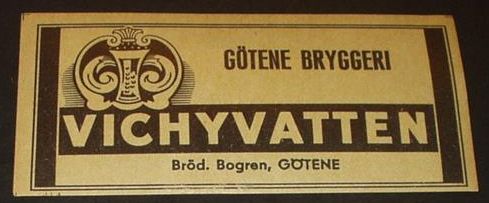 GÖTENE BRYGGERI
VICHYVATTEN
Bröd. Bogren, GÖTENE